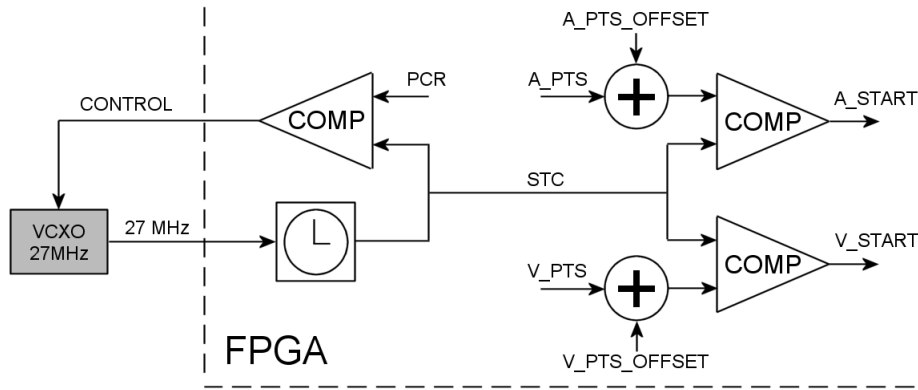 A_PTS_OFFSET
CONTROL
PCR
A_PTS
A_START
COMP
COMP
STC
VCXO
27MHz
27 MHz
V_START
COMP
V_PTS
FPGA
V_PTS_OFFSET